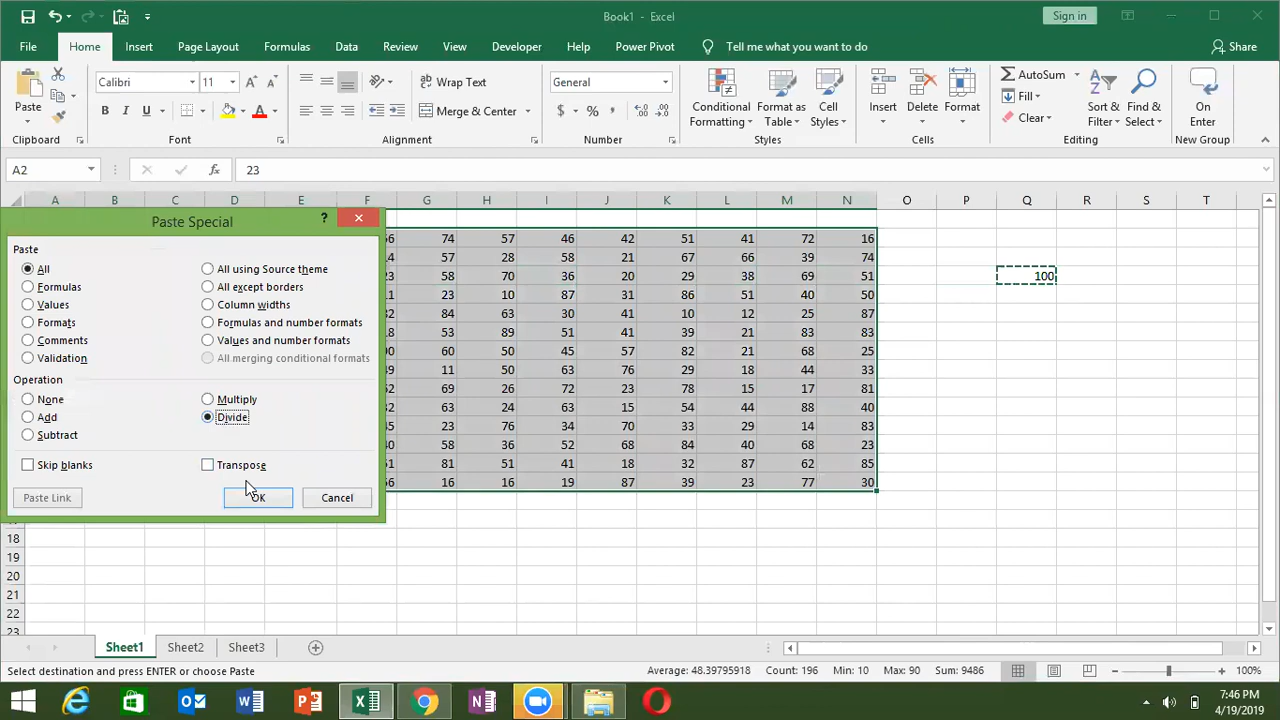 Book1 - Excel
Sign in
File Home Insert Page Layout Formulas Data Review View Developer Help Power Pivot Tell me what you want to do Share
Calibri 11 Wrap Text General AutoSum
Paste Merge & Center Conditional Formatting Format as Table Cell Styles Insert Delete Format Fill Clear Sort & Filter Find & Select On Enter
Clipboard Font Alignment Number Styles Cells Editing New Group
A2 23
A B C D E F G H I J K L M N O P Q R S T
Paste Special
Paste
All All using Source theme
Formulas All except borders
Values Column widths
Formats Formulas and number formats
Comments Values and number formats
Validation All merging conditional formats
Operation
None Multiply
Add Divide
Subtract
Skip blanks Transpose
Paste Link OK Cancel
74 57 46 42 51 41 72 16
57 28 58 21 67 66 39 74
58 70 36 20 29 38 69 51 100
23 10 87 31 86 51 40 50
84 63 30 41 10 12 25 87
53 89 51 41 39 21 83 83
60 50 45 57 82 21 68 25
11 50 63 76 29 18 44 33
69 26 72 23 78 15 17 81
63 24 63 15 54 44 88 40
23 76 34 70 33 29 14 83
58 36 52 68 84 40 68 23
81 51 41 18 32 87 62 85
16 16 19 87 39 23 77 30
18
19
20
21
22
23
Sheet1 Sheet2 Sheet3
Select destination and press ENTER or choose Paste Average: 48.39795918 Count: 196 Min: 10 Max: 90 Sum: 9486 100%
7:46 PM
4/19/2019